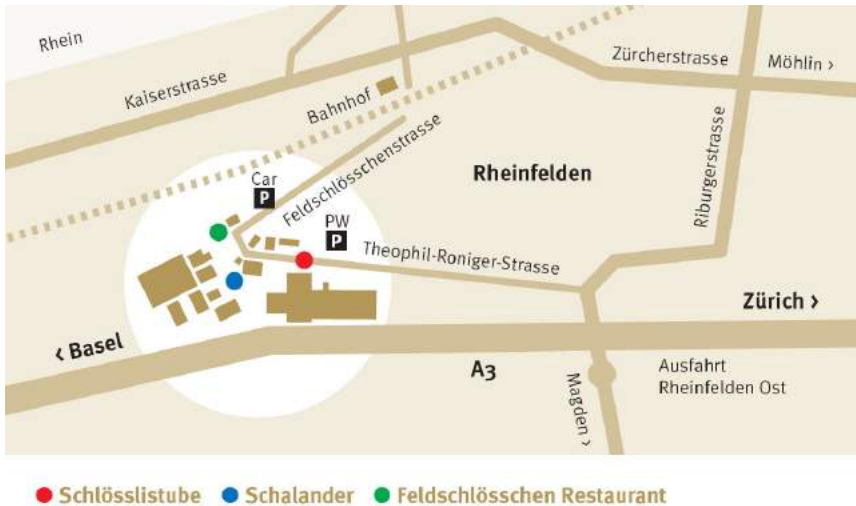 Rhein
Kaiserstrasse
Zürcherstrasse
Möhlin >
Bahnhof
Feldschlösschenstrasse
Riburgerstrasse
Rheinfelden
Car
P
PW
P
Theophil-Roniger-Strasse
Zürich >
< Basel
A3
Magden >
Ausfahrt
Rheinfelden Ost
Schlösslistube Schalander Feldschlösschen Restaurant